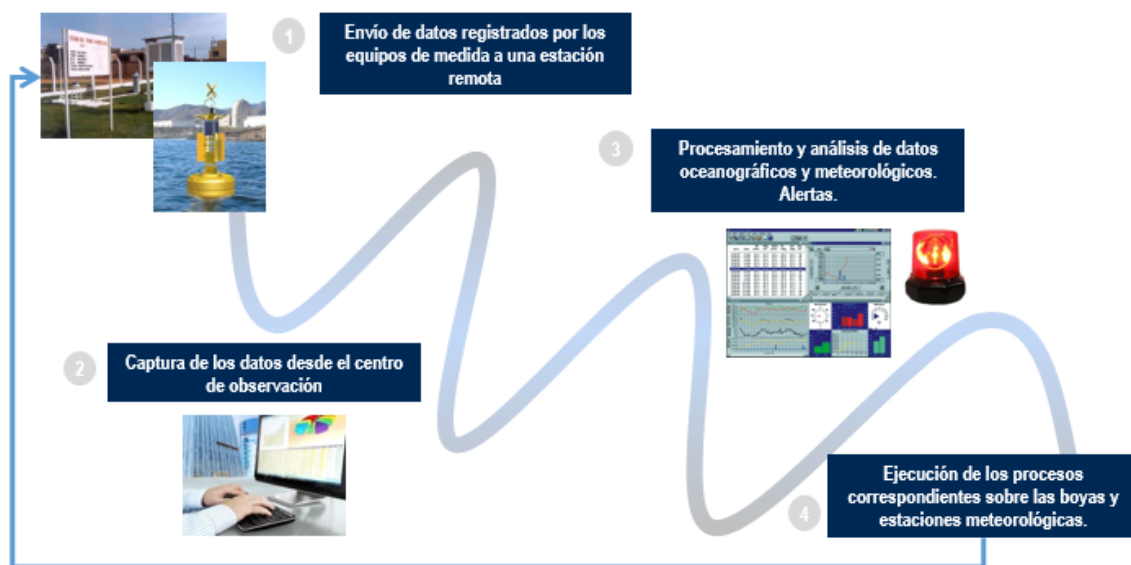 1
Envío de datos registrados por los
equipos de medida a una estación
remota
2
Captura de los datos desde el centro
de observación
3
Procesamiento y análisis de datos
oceanográficos y meteorológicos.
Alertas.
4
Ejecución de los procesos
correspondientes sobre las boyas y
estaciones meteorológicas.